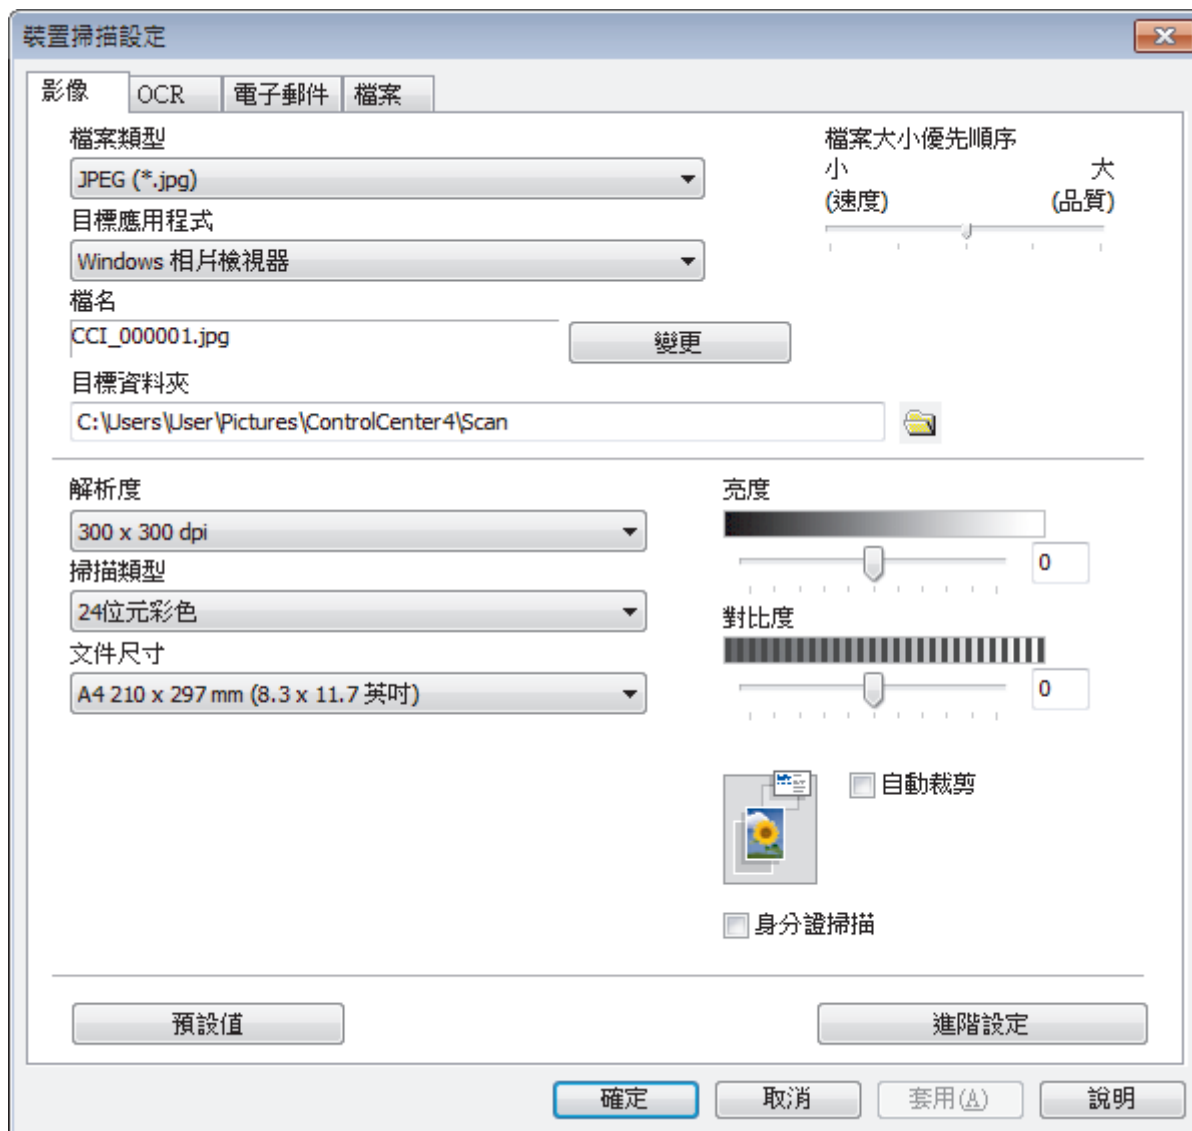 裝置掃描設定
影像
OCR
電子郵件
檔案
檔案類型
JPEG (*.jpg)
目標應用程式
Windows 相片檢視器
檔名
CCI_000001.jpg
變更
目標資料夾
C:\Users\User\Pictures\ControlCenter4\Scan
檔案大小優先順序
小 大
(速度) (品質)
解析度
300 x 300 dpi
掃描類型
24位元彩色
文件尺寸
A4 210 x 297 mm (8.3 x 11.7 英吋)
亮度
0
對比度
0
自動裁剪
身分證掃描
預設值
進階設定
確定
取消
套用(A)
說明